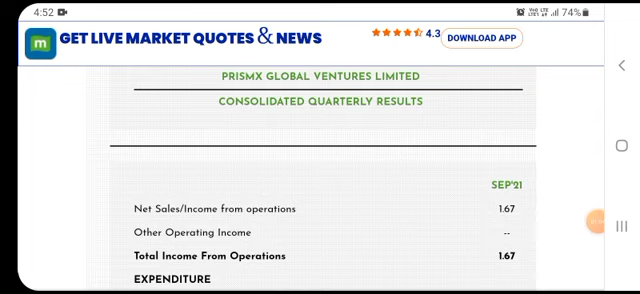 4:52
74%
m
GET LIVE MARKET QUOTES & NEWS
4.3
DOWNLOAD APP
PRISMX GLOBAL VENTURES LIMITED
CONSOLIDATED QUARTERLY RESULTS
SEP'21
Net Sales/Income from operations 1.67
Other Operating Income --
Total Income From Operations 1.67
EXPENDITURE